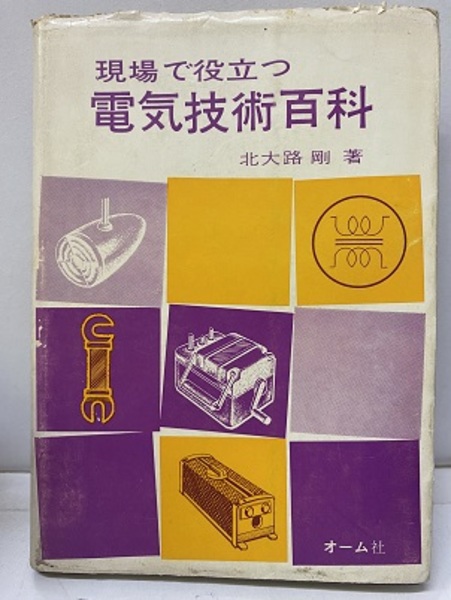 現場で役立つ
電気技術百科
北大路 剛 著
オーム社